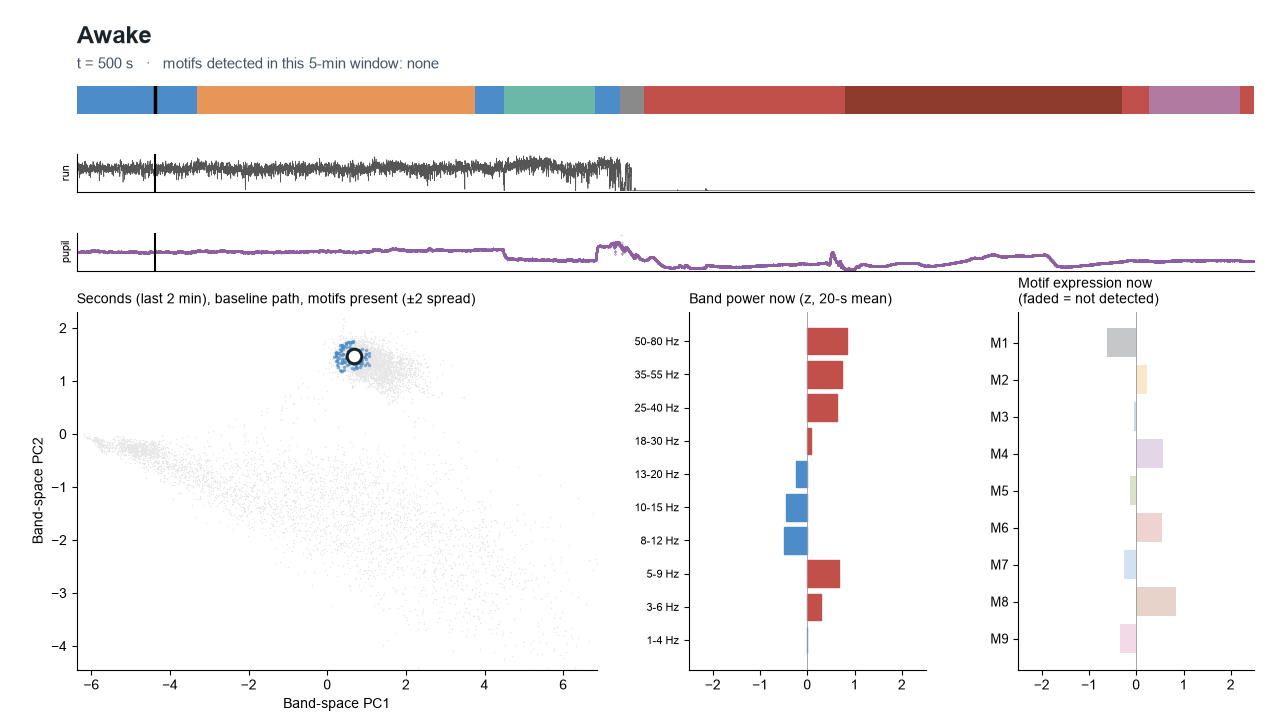 Awake
t = 500 s · motifs detected in this 5-min window: none
run
pupil
Seconds (last 2 min), baseline path, motifs present (±2 spread)
Band-space PC2
2
1
0
−1
−2
−3
−4
−6
−4
−2
0
2
4
6
Band-space PC1
Band power now (z, 20-s mean)
50-80 Hz
35-55 Hz
25-40 Hz
18-30 Hz
13-20 Hz
10-15 Hz
8-12 Hz
5-9 Hz
3-6 Hz
1-4 Hz
−2
−1
0
1
2
Motif expression now
(faded = not detected)
M1
M2
M3
M4
M5
M6
M7
M8
M9
−2
−1
0
1
2